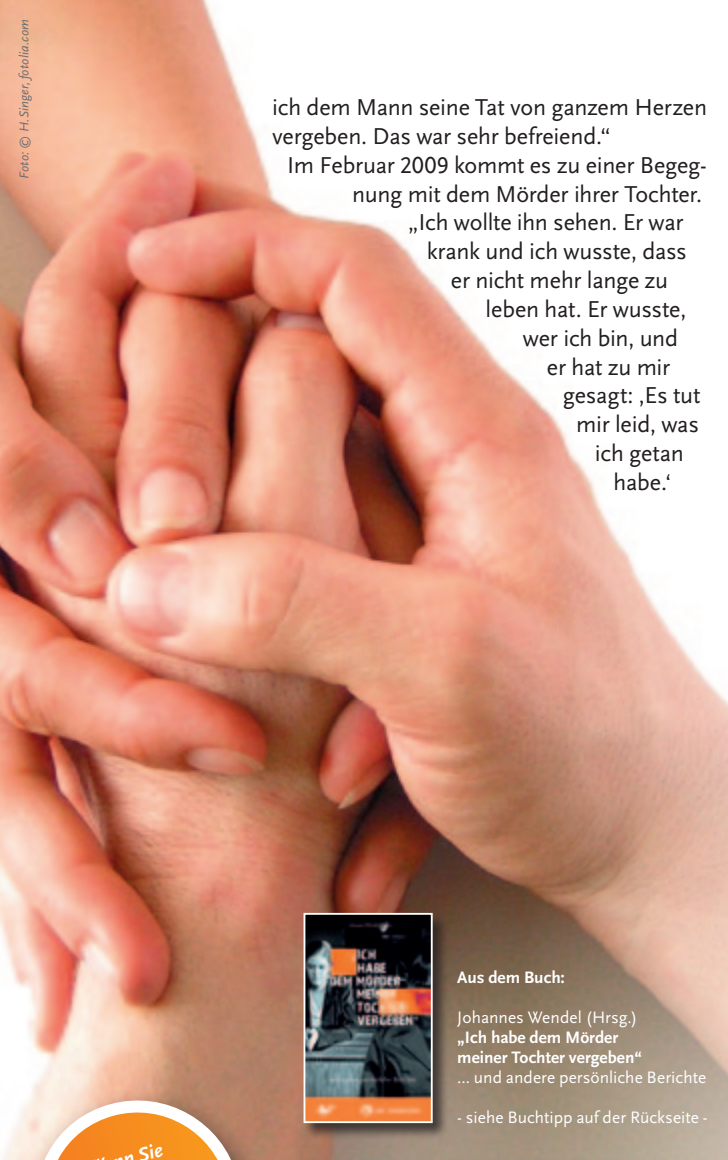 Foto: © H.Singer, fotolia.com
ich dem Mann seine Tat von ganzem Herzen
vergeben. Das war sehr befreiend.“
Im Februar 2009 kommt es zu einer Begeg-
nung mit dem Mörder ihrer Tochter.
„Ich wollte ihn sehen. Er war
krank und ich wusste, dass
er nicht mehr lange zu
leben hat. Er wusste,
wer ich bin, und
er hat zu mir
gesagt: ‚Es tut
mir leid, was
ich getan
habe.‘
„ICH
HABE
DEM MÖRDER
MEINER
TOCHTER
VERGEBEN“
Aus dem Buch:
Johannes Wendel (Hrsg.)
„Ich habe dem Mörder
meiner Tochter vergeben“
... und andere persönliche Berichte
- siehe Buchtipp auf der Rückseite -
Sie